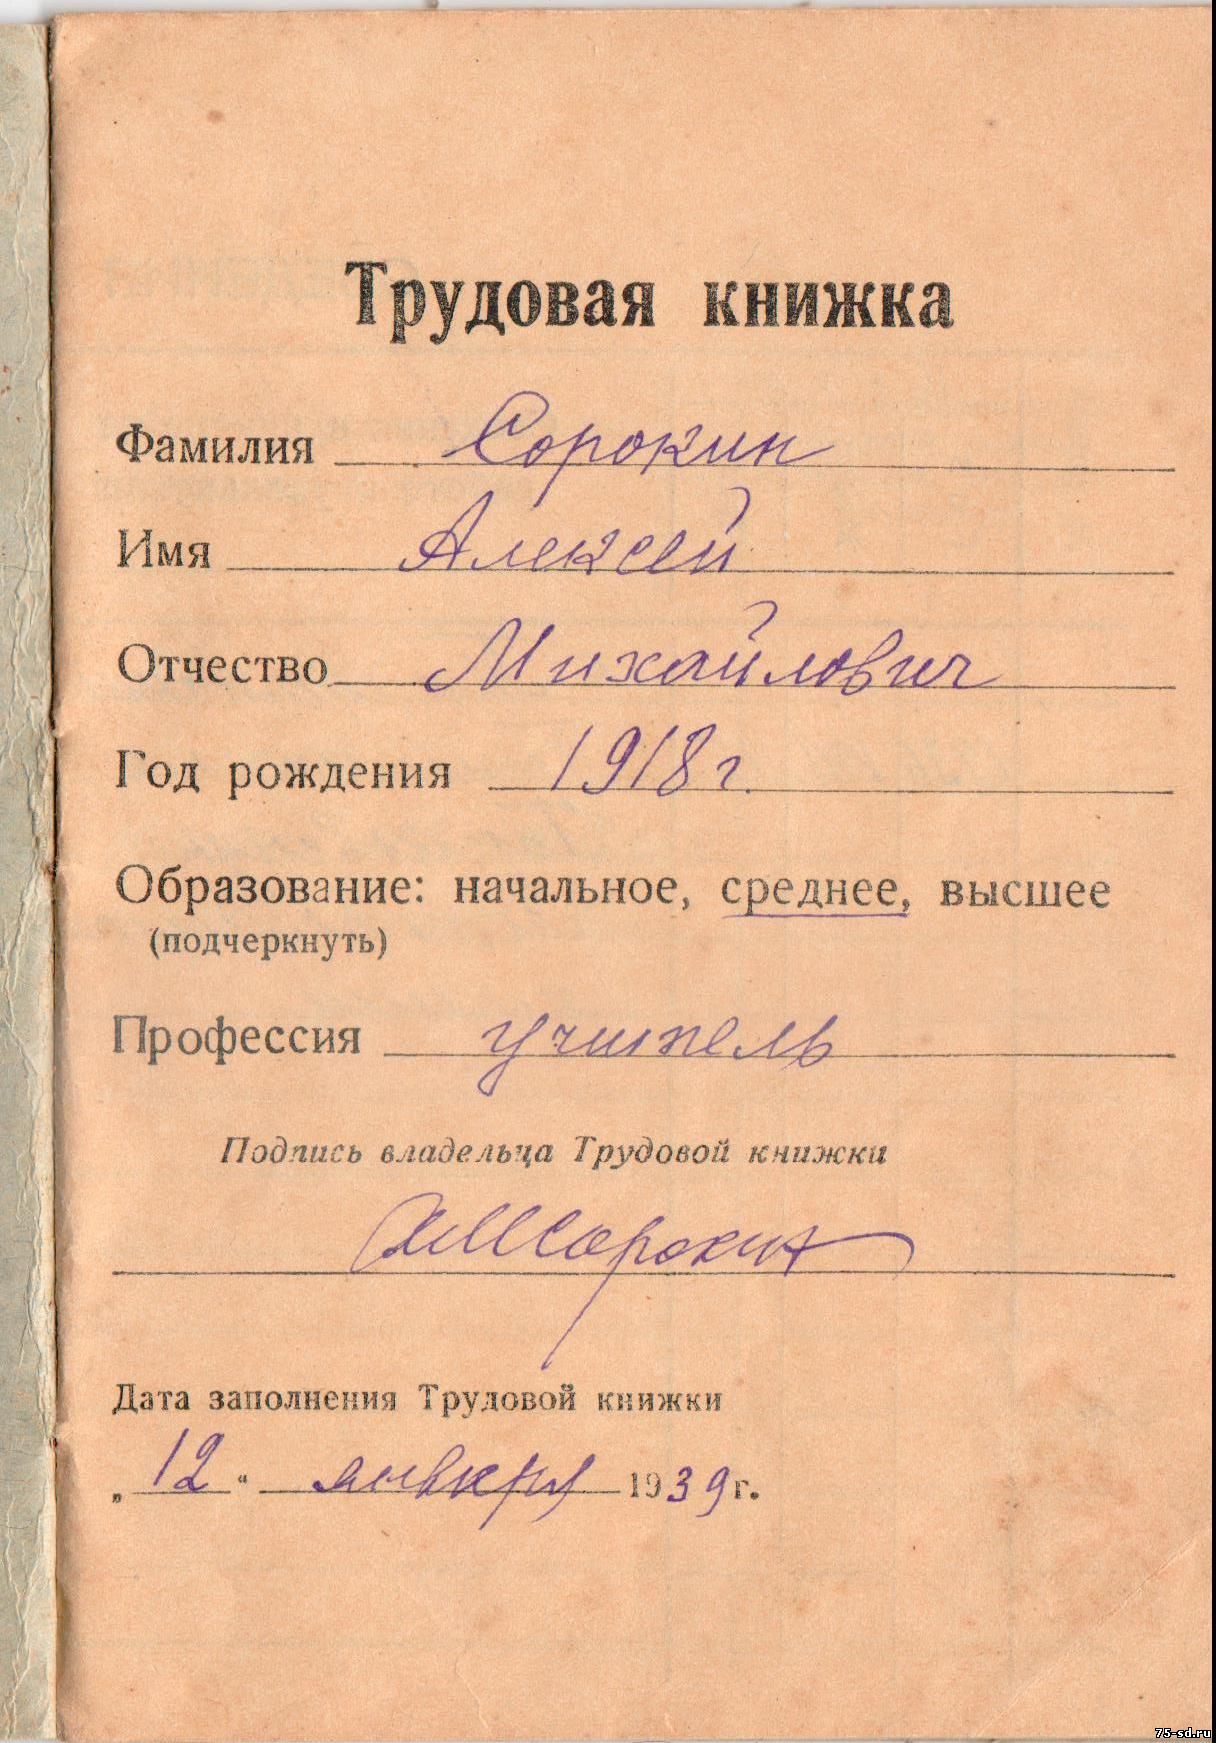 Трудовая книжка
Фамилия Сорокин
Имя Алексей
Отчество Михайлович
Год рождения 1918 г.
Образование: начальное, среднее, высшее
(подчеркнуть)
Профессия учитель
Подпись владельца Трудовой книжки
АМСорокин
Дата заполнения Трудовой книжки
„12“ января 1939 г.
75-sd.ru